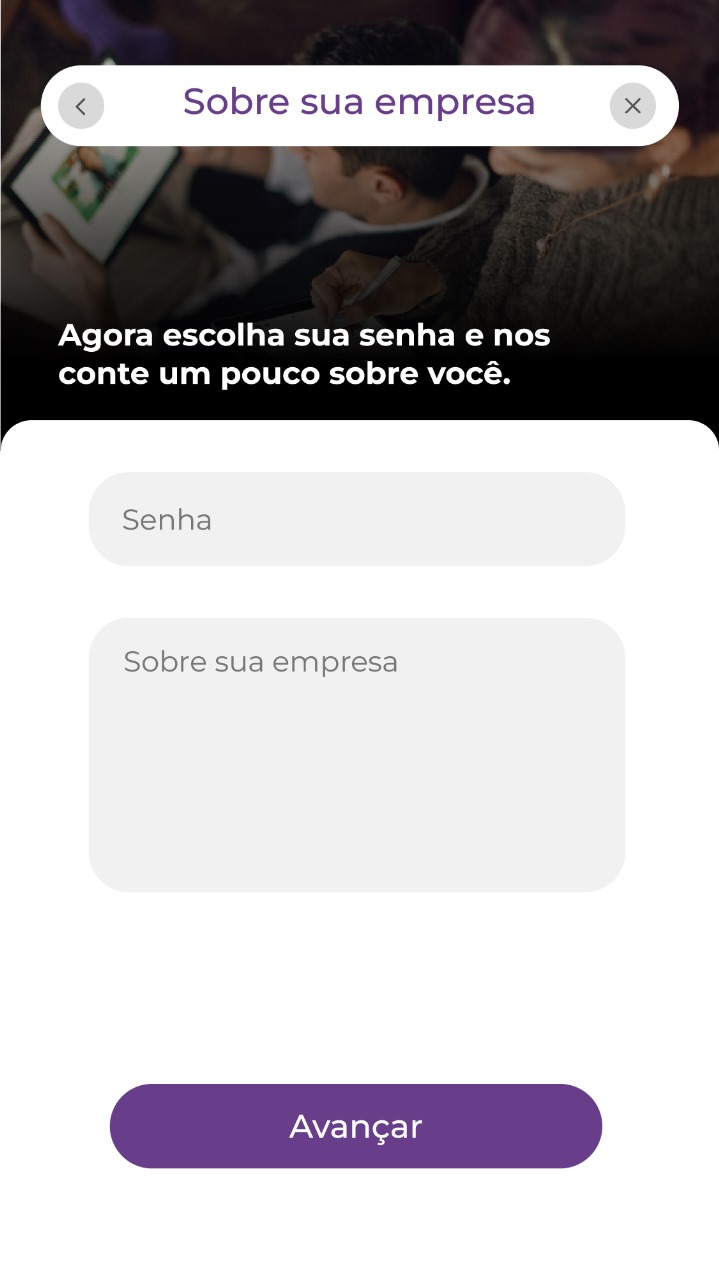 Sobre sua empresa
Agora escolha sua senha e nos
conte um pouco sobre você.
Senha
Sobre sua empresa
Avançar